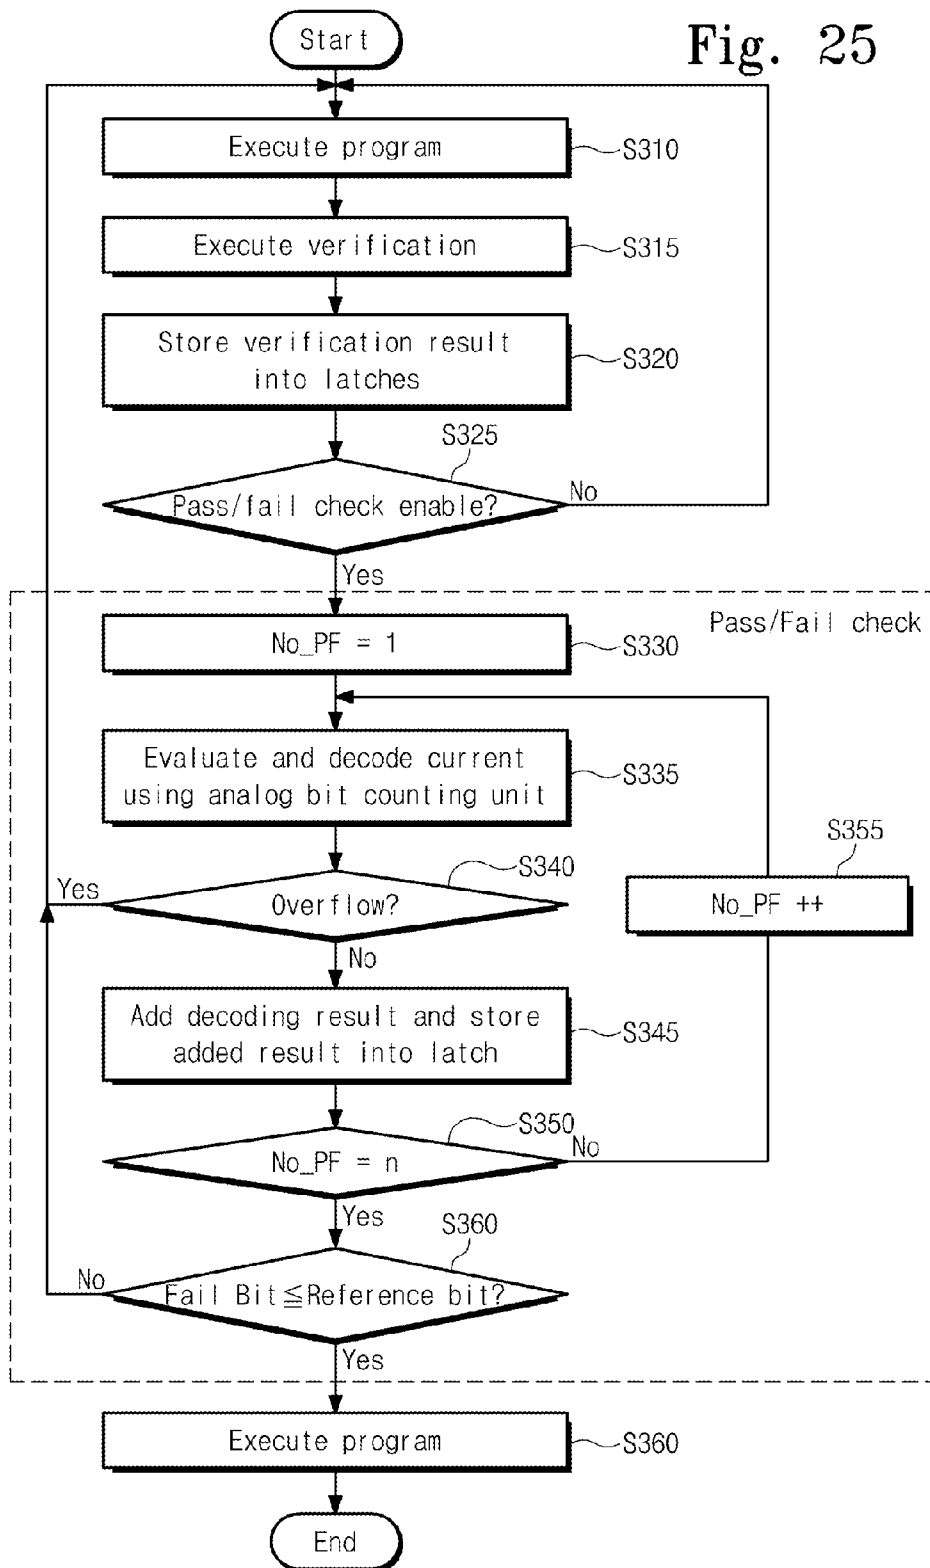 Fig. 25
Start
Execute program
S310
Execute verification
S315
Store verification result
into latches
S320
S325
Pass/fail check enable?
No
Yes
Pass/Fail check
No_PF = 1
S330
Evaluate and decode current
using analog bit counting unit
S335
S355
No_PF ++
S340
Yes
Overflow?
No
Add decoding result and store
added result into latch
S345
S350
No_PF = n
No
Yes
S360
No
Fail Bit≦Reference bit?
Yes
Execute program
S360
End